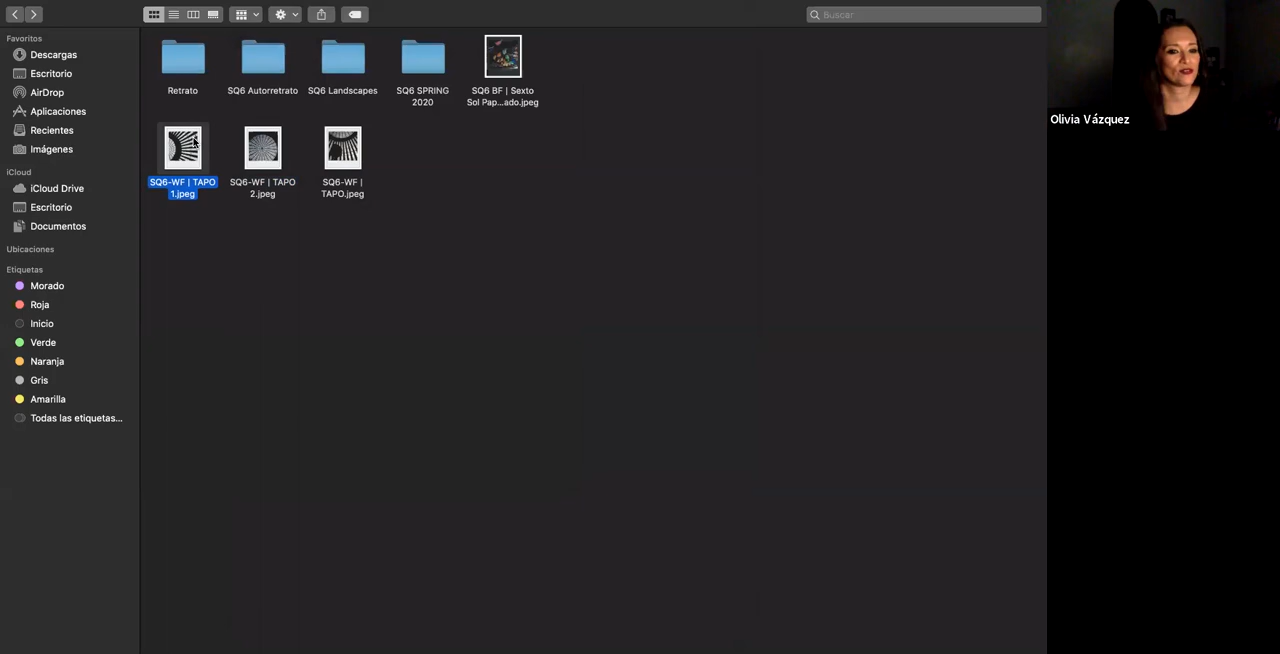 Buscar
Favoritos
Descargas
Escritorio
AirDrop
Aplicaciones
Recientes
Imágenes
iCloud
iCloud Drive
Escritorio
Documentos
Ubicaciones
Etiquetas
Morado
Roja
Inicio
Verde
Naranja
Gris
Amarilla
Todas las etiquetas...
Retrato
SQ6 Autorretrato
SQ6 Landscapes
SQ6 SPRING
2020
SQ6 BF | Sexto
Sol Pap...ado.jpeg
SQ6-WF | TAPO
1.jpeg
SQ6-WF | TAPO
2.jpeg
SQ6-WF |
TAPO.jpeg
Olivia Vázquez